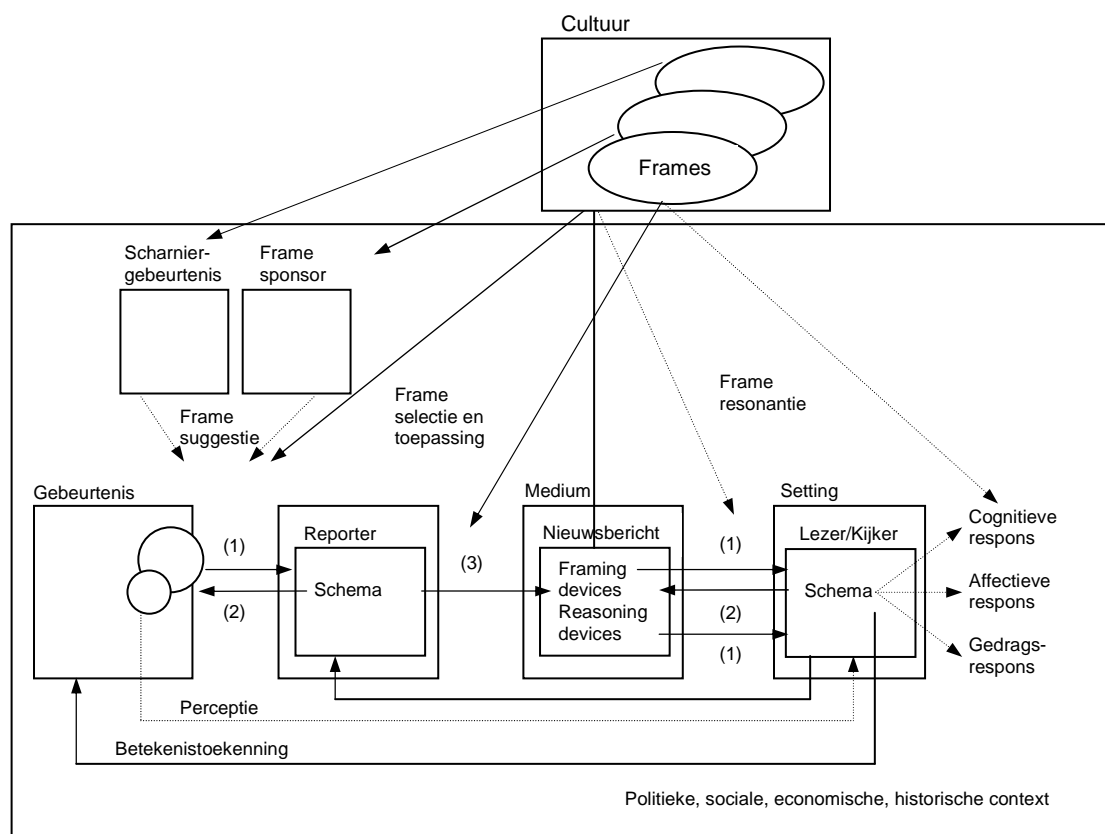 Cultuur
Frames
Scharnier-
gebeurtenis
Frame
sponsor
Frame
suggestie
Frame
selectie en
toepassing
Frame
resonantie
Gebeurtenis
(1)
(2)
Reporter
Schema
(3)
Medium
Nieuwsbericht
Framing
devices
Reasoning
devices
(1)
(2)
(1)
Setting
Lezer/Kijker
Schema
Cognitieve
respons
Affectieve
respons
Gedrags-
respons
Perceptie
Betekenistoekenning
Politieke, sociale, economische, historische context